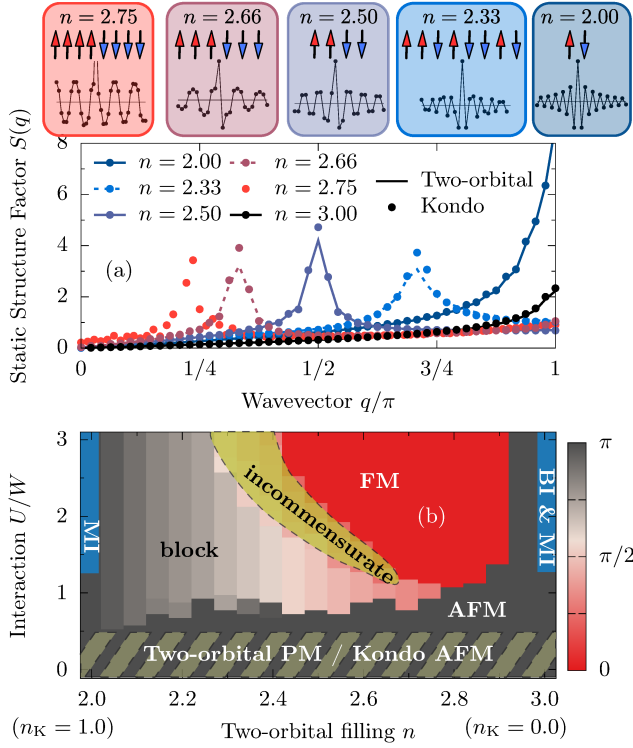 n = 2.75 n = 2.66 n = 2.50 n = 2.33 n = 2.00
Static Structure Factor S(q)
8
6
4
2
0
n = 2.00 n = 2.66 Two-orbital
n = 2.33 n = 2.75 Kondo
n = 2.50 n = 3.00
(a)
0 1/4 1/2 3/4 1
Wavevector q/π
Interaction U/W
3
2
1
0
MI
block
incommensurate
FM
(b)
BI & MI
AFM
Two-orbital PM / Kondo AFM
π
π/2
0
2.0 2.2 2.4 2.6 2.8 3.0
(nK = 1.0) Two-orbital filling n (nK = 0.0)